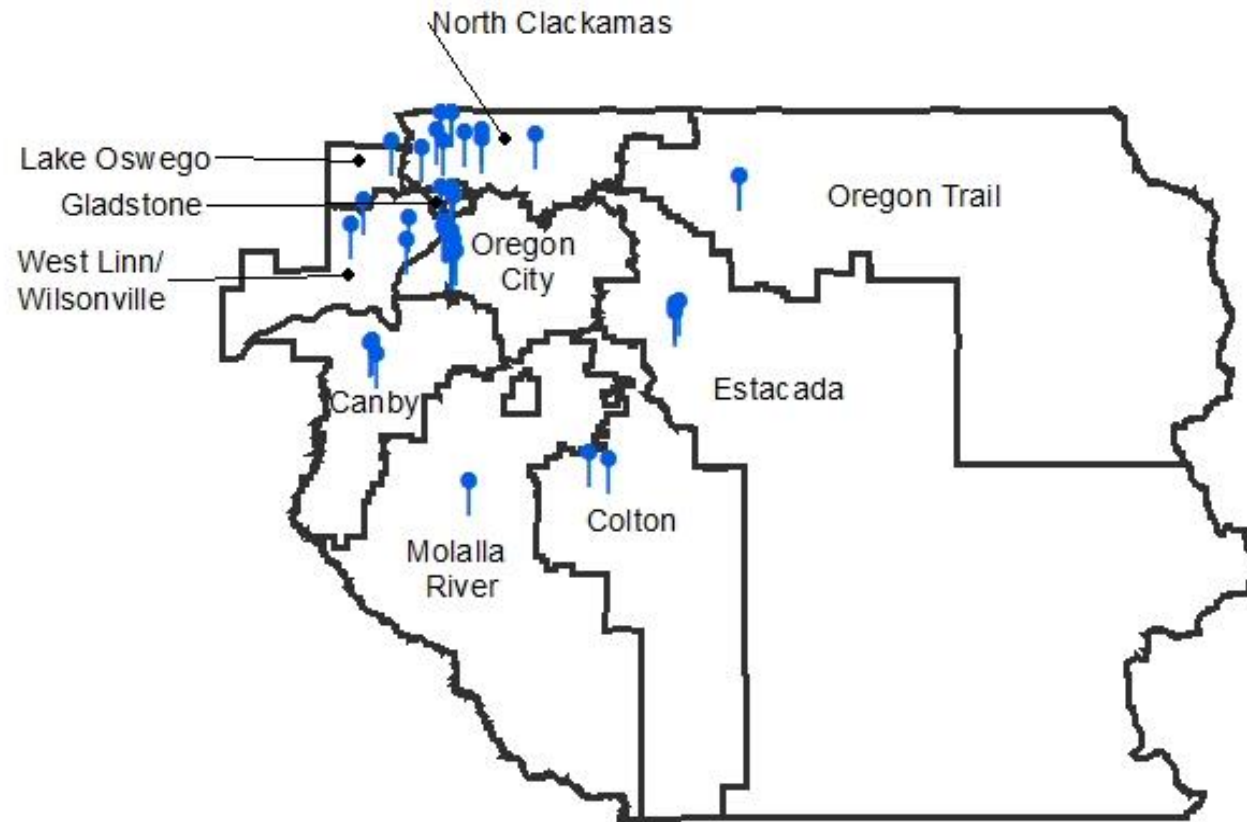 North Clackamas
Lake Oswego
Gladstone
Oregon Trail
West Linn/
Wilsonville
Oregon
City
Estacada
Canby
Colton
Molalla
River